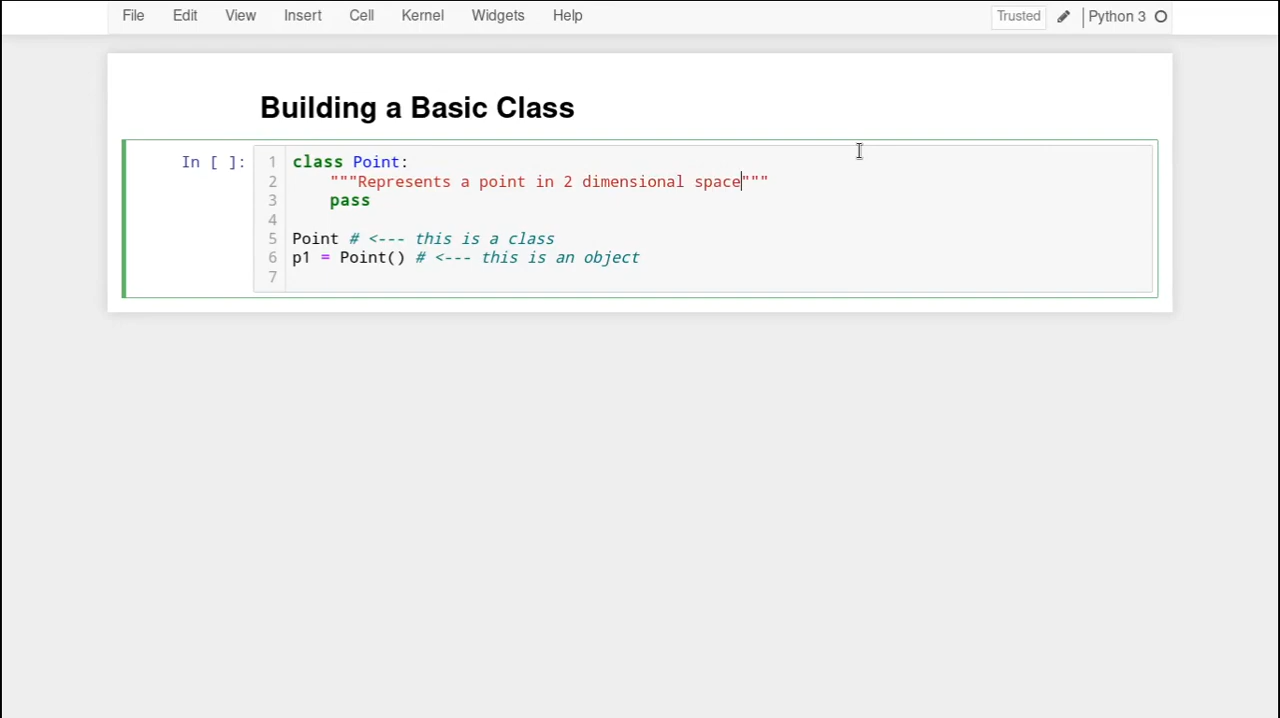 File Edit View Insert Cell Kernel Widgets Help Trusted Python 3
Building a Basic Class
In [ ]: 1 class Point:
2     """Represents a point in 2 dimensional space"""
3     pass
4
5 Point # <--- this is a class
6 p1 = Point() # <--- this is an object
7